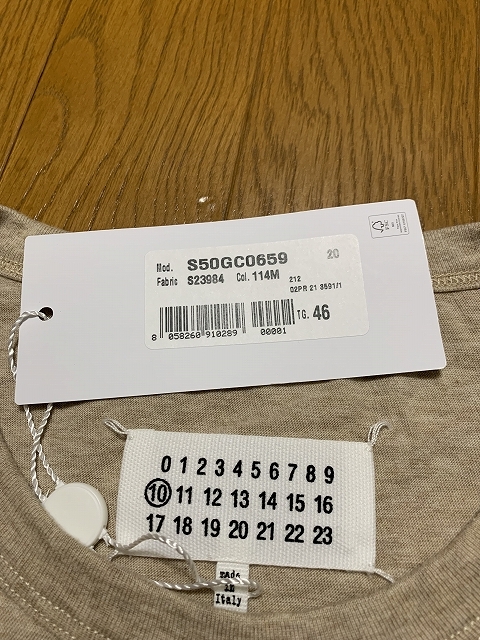 FSC
Mod. S50GC0659 20
Fabric S23984 Col. 114M 212
02PR 21 3591/1
8 058260 910289 00001 TG. 46
0 1 2 3 4 5 6 7 8 9
10 11 12 13 14 15 16
17 18 19 20 21 22 23
made
in
Italy